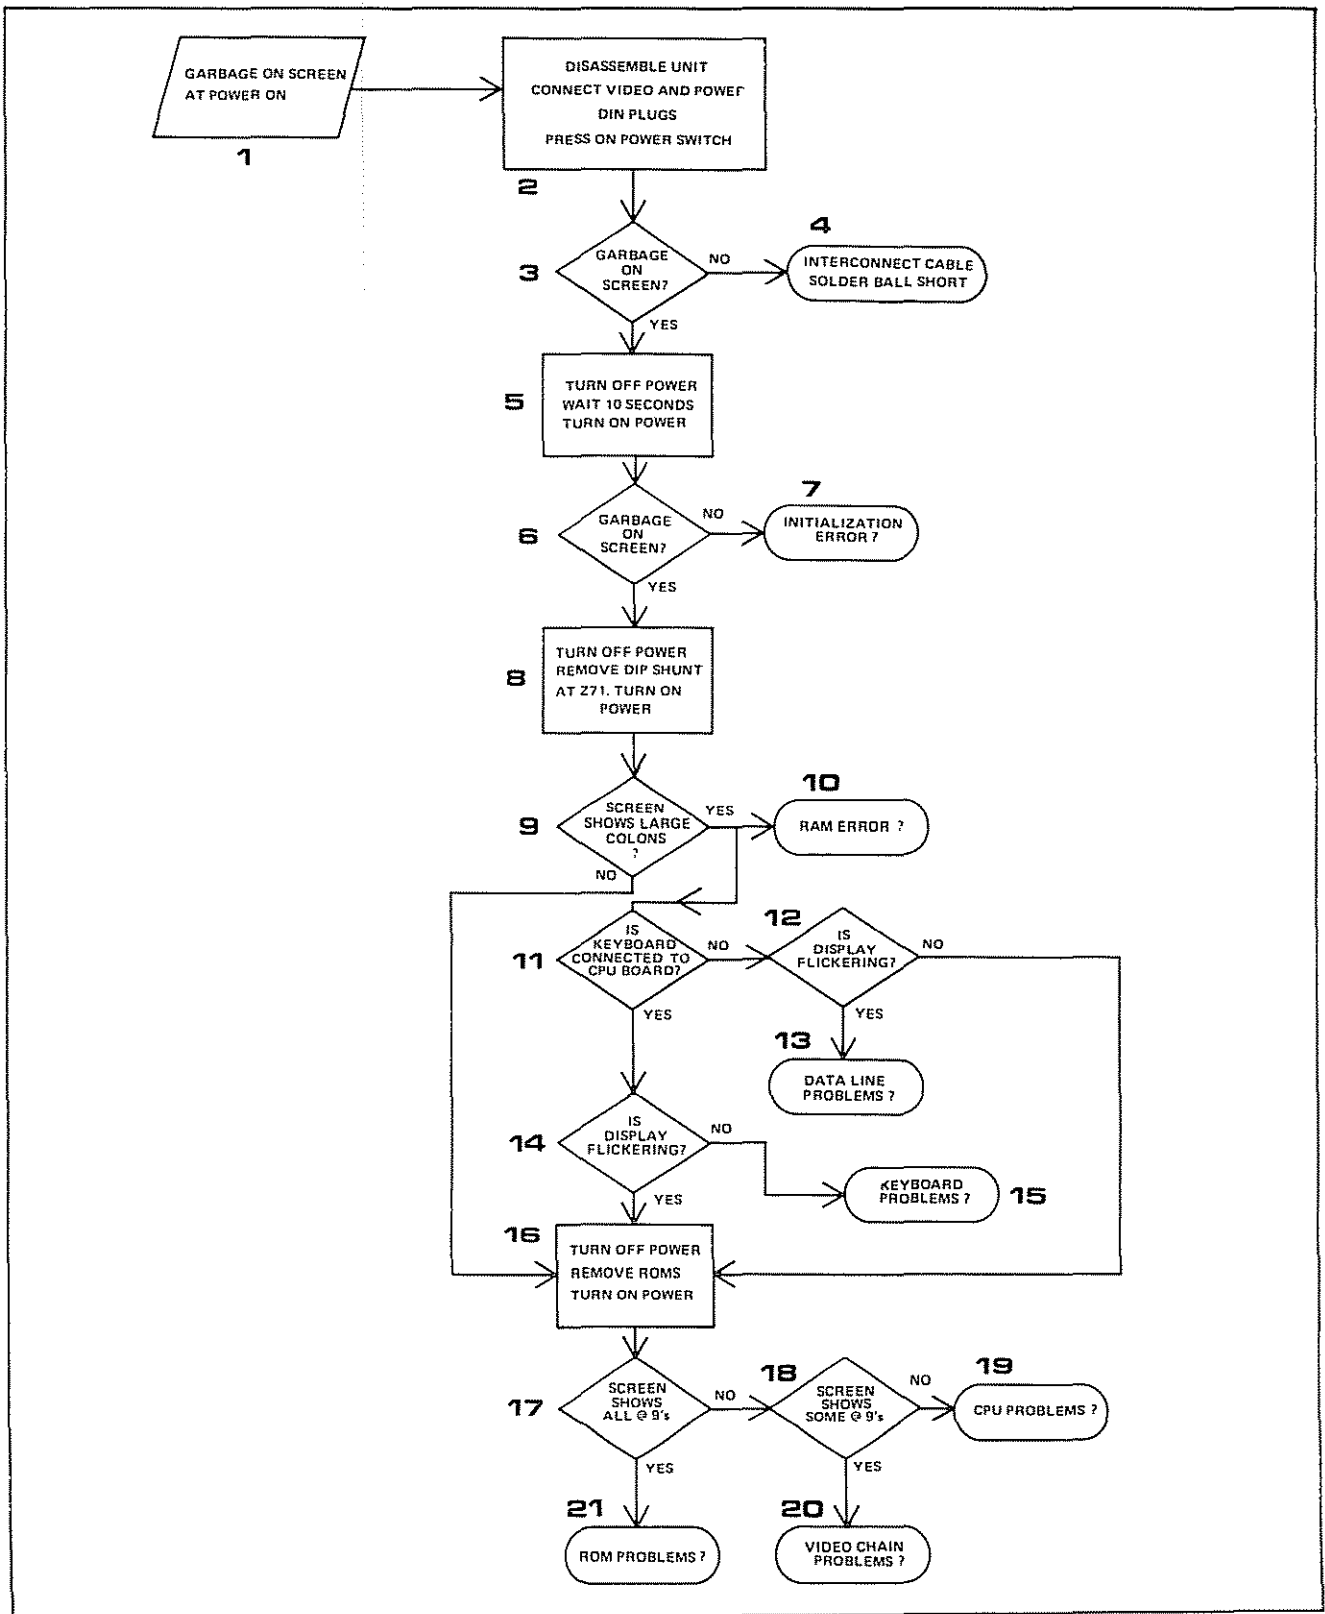 GARBAGE ON SCREEN
AT POWER ON
1
DISASSEMBLE UNIT
CONNECT VIDEO AND POWER
DIN PLUGS
PRESS ON POWER SWITCH
2
3
GARBAGE
ON
SCREEN?
NO
YES
4
INTERCONNECT CABLE
SOLDER BALL SHORT
5
TURN OFF POWER
WAIT 10 SECONDS
TURN ON POWER
6
GARBAGE
ON
SCREEN?
NO
YES
7
INITIALIZATION
ERROR?
8
TURN OFF POWER
REMOVE DIP SHUNT
AT Z71. TURN ON
POWER
9
SCREEN
SHOWS LARGE
COLONS
?
YES
NO
10
RAM ERROR ?
11
IS
KEYBOARD
CONNECTED TO
CPU BOARD?
NO
YES
12
IS
DISPLAY
FLICKERING?
NO
YES
13
DATA LINE
PROBLEMS ?
14
IS
DISPLAY
FLICKERING?
NO
YES
KEYBOARD
PROBLEMS ?
15
16
TURN OFF POWER
REMOVE ROMS
TURN ON POWER
17
SCREEN
SHOWS
ALL @ 9's
NO
YES
18
SCREEN
SHOWS
SOME @ 9's
NO
YES
19
CPU PROBLEMS ?
21
ROM PROBLEMS ?
20
VIDEO CHAIN
PROBLEMS ?